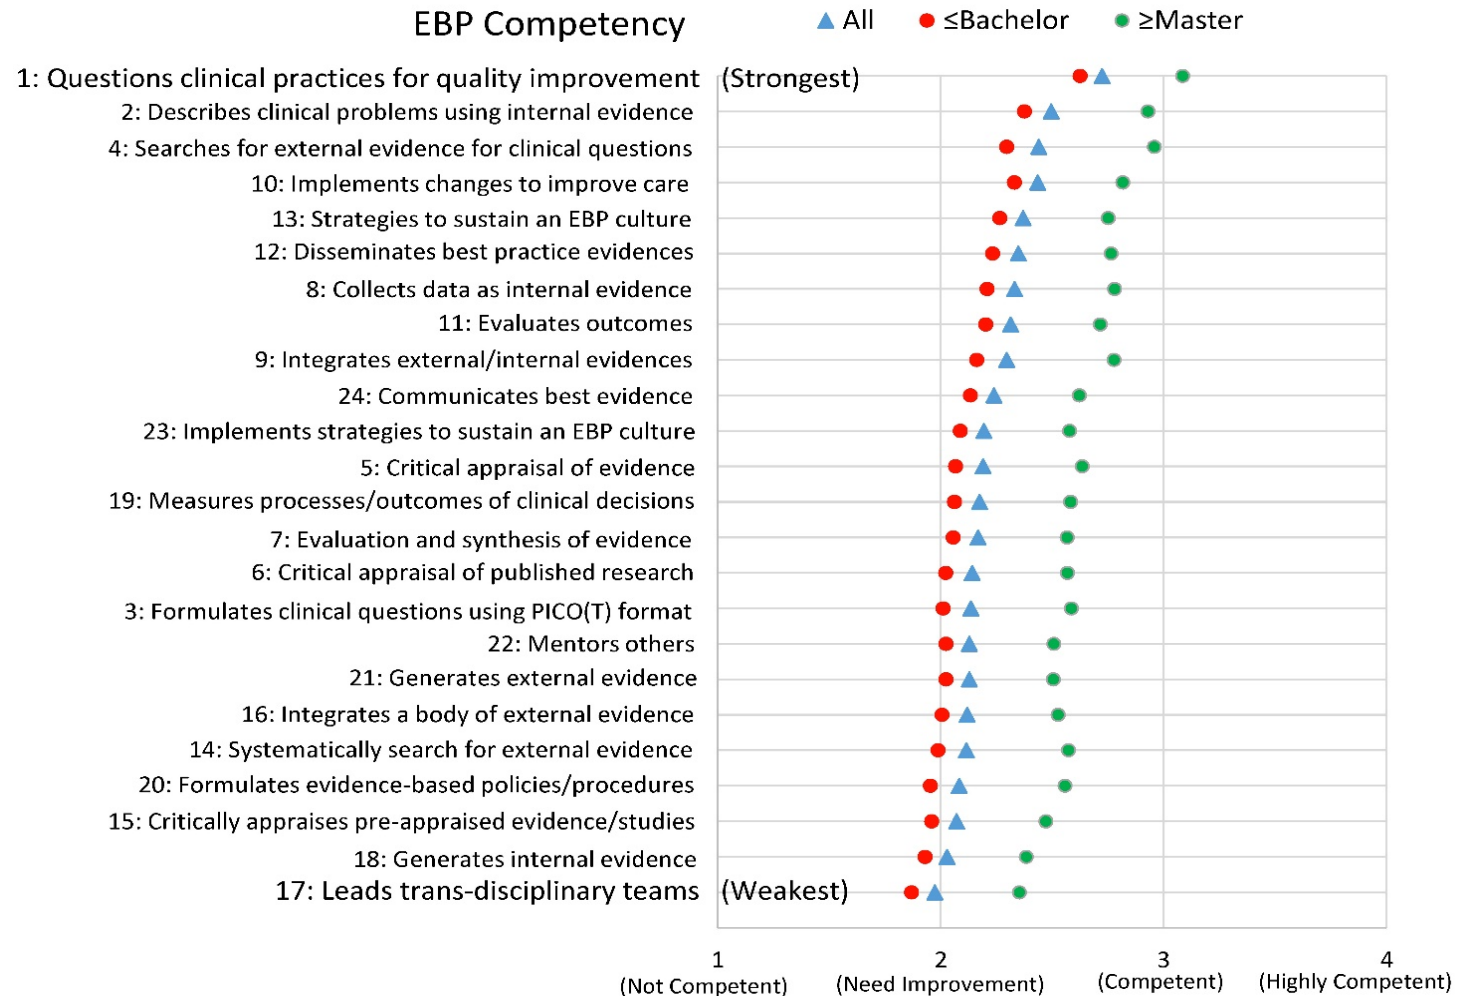 EBP Competency All ≤Bachelor ≥Master
1: Questions clinical practices for quality improvement (Strongest)
2: Describes clinical problems using internal evidence
4: Searches for external evidence for clinical questions
10: Implements changes to improve care
13: Strategies to sustain an EBP culture
12: Disseminates best practice evidences
8: Collects data as internal evidence
11: Evaluates outcomes
9: Integrates external/internal evidences
24: Communicates best evidence
23: Implements strategies to sustain an EBP culture
5: Critical appraisal of evidence
19: Measures processes/outcomes of clinical decisions
7: Evaluation and synthesis of evidence
6: Critical appraisal of published research
3: Formulates clinical questions using PICO(T) format
22: Mentors others
21: Generates external evidence
16: Integrates a body of external evidence
14: Systematically search for external evidence
20: Formulates evidence-based policies/procedures
15: Critically appraises pre-appraised evidence/studies
18: Generates internal evidence
17: Leads trans-disciplinary teams (Weakest)
1 2 3 4
(Not Competent) (Need Improvement) (Competent) (Highly Competent)